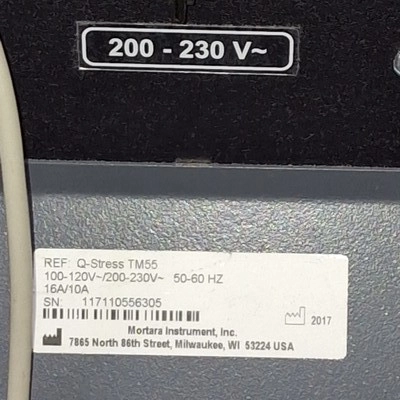 200 - 230 V~
REF: Q-Stress TM55
100-120V~/200-230V~ 50-60 HZ
16A/10A
SN: 117110556305
2017
Mortara Instrument, Inc.
7865 North 86th Street, Milwaukee, WI 53224 USA